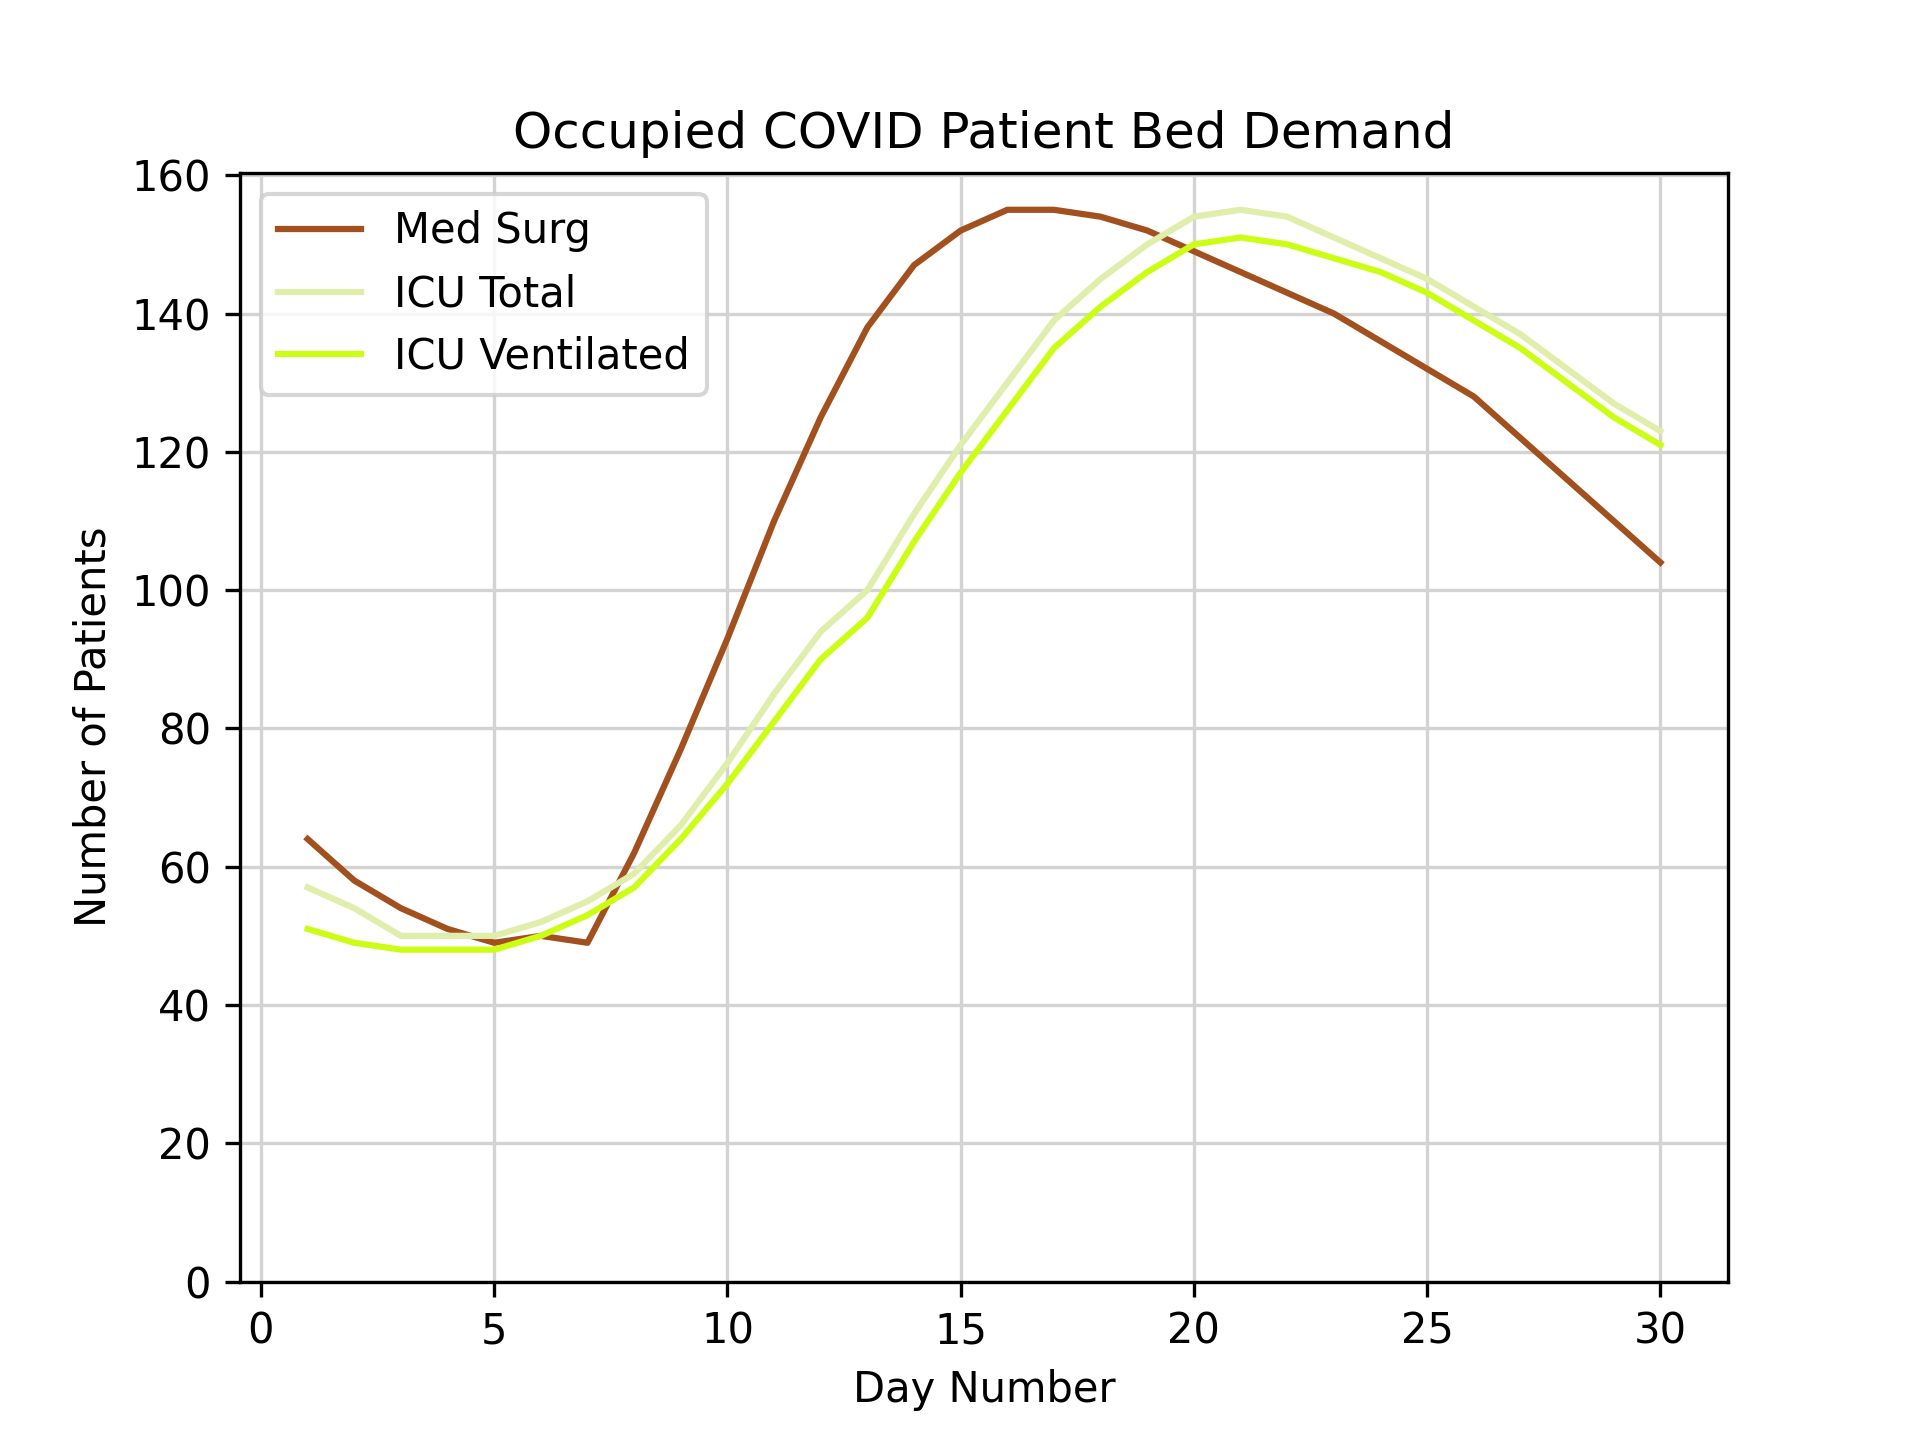 Occupied COVID Patient Bed Demand
160
140
120
100
80
60
40
20
0
Number of Patients
Med Surg
ICU Total
ICU Ventilated
0 5 10 15 20 25 30
Day Number